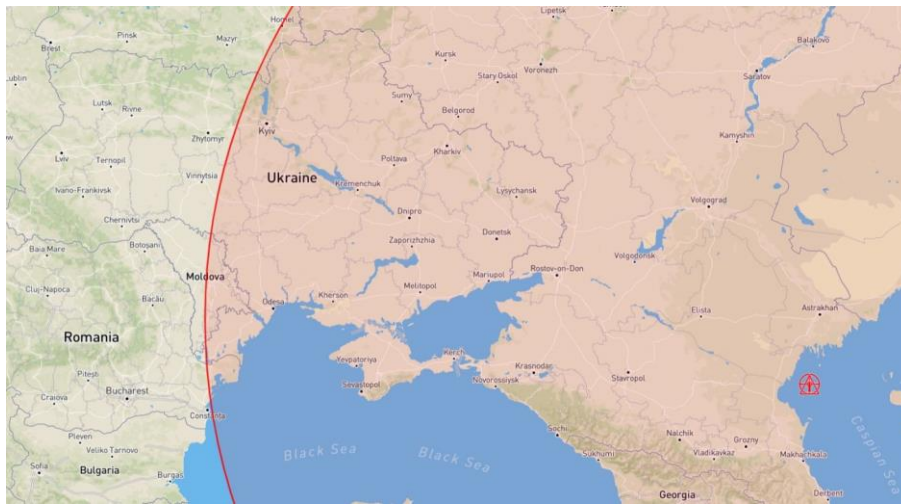 Homel
Lipetsk
Pinsk
Mazyr
Balakovo
Brest
Kursk
Voronezh
Saratov
Stary Oskol
Lublin
Lutsk
Rivne
Sumy
Belgorod
Kyiv
Kamyshin
Zhytomyr
Kharkiv
Lviv
Ternopil
Poltava
Vinnytsia
Ukraine
Kremenchuk
Lysychansk
Ivano-Frankivsk
Volgograd
Chernivtsi
Dnipro
Donetsk
Baia Mare
Botoșani
Zaporizhzhia
Volgodonsk
Moldova
Mariupol
Rostov-on-Don
Cluj-Napoca
Melitopol
Bacău
Odesa
Kherson
Elista
Astrakhan
Romania
Yevpatoriya
Kerch
Pitești
Krasnodar
Stavropol
Bucharest
Sevastopol
Novorossiysk
Craiova
Constanța
Pleven
Sochi
Nalchik
Grozny
Veliko Tarnovo
Black Sea
Black Sea
Sukhumi
Vladikavkaz
Makhachkala
Caspian Sea
Sofia
Bulgaria
Burgas
Georgia
Derbent